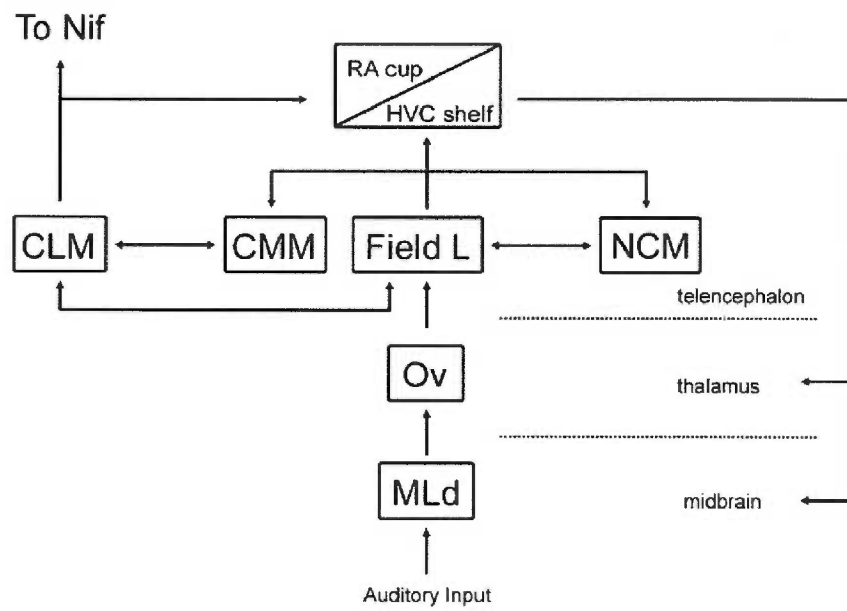 To Nif
RA cup
HVC shelf
CLM
CMM
Field L
NCM
telencephalon
Ov
thalamus
MLd
midbrain
Auditory Input